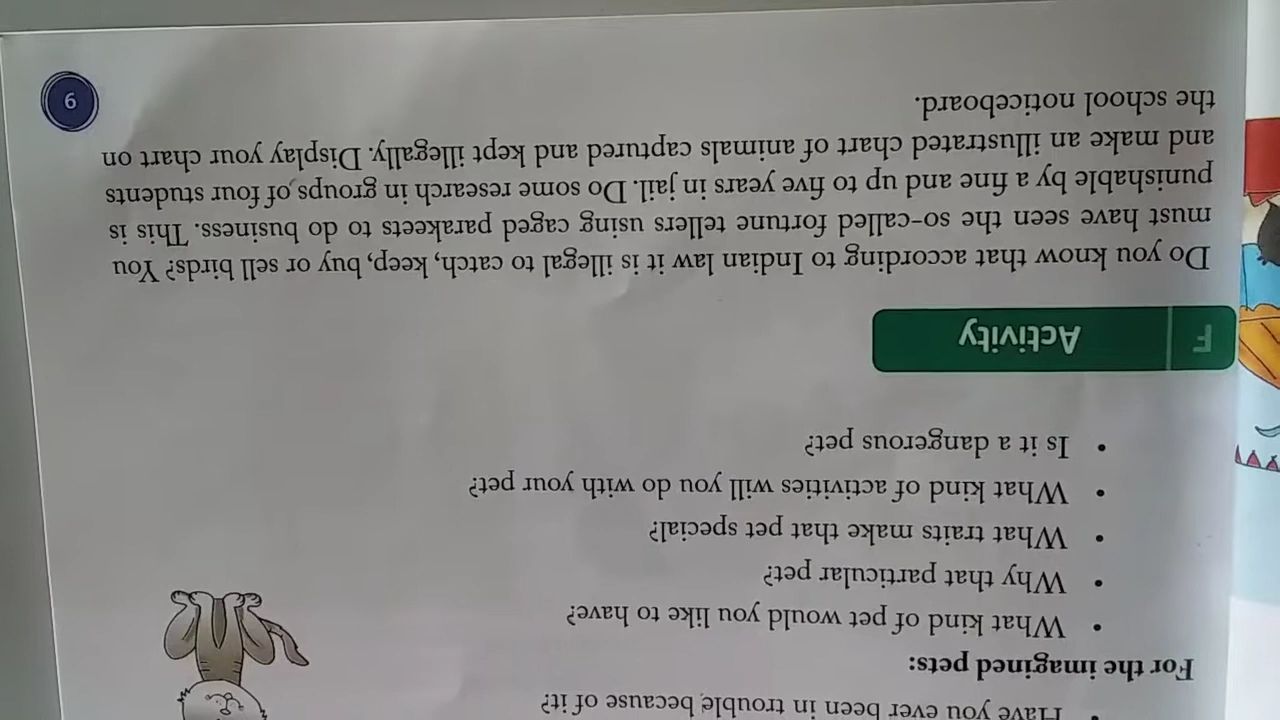 • Have you ever been in trouble because of it?
For the imagined pets:
• What kind of pet would you like to have?
• Why that particular pet?
• What traits make that pet special?
• What kind of activities will you do with your pet?
• Is it a dangerous pet?
F Activity
Do you know that according to Indian law it is illegal to catch, keep, buy or sell birds? You
must have seen the so-called fortune tellers using caged parakeets to do business. This is
punishable by a fine and up to five years in jail. Do some research in groups of four students
and make an illustrated chart of animals captured and kept illegally. Display your chart on
the school noticeboard.